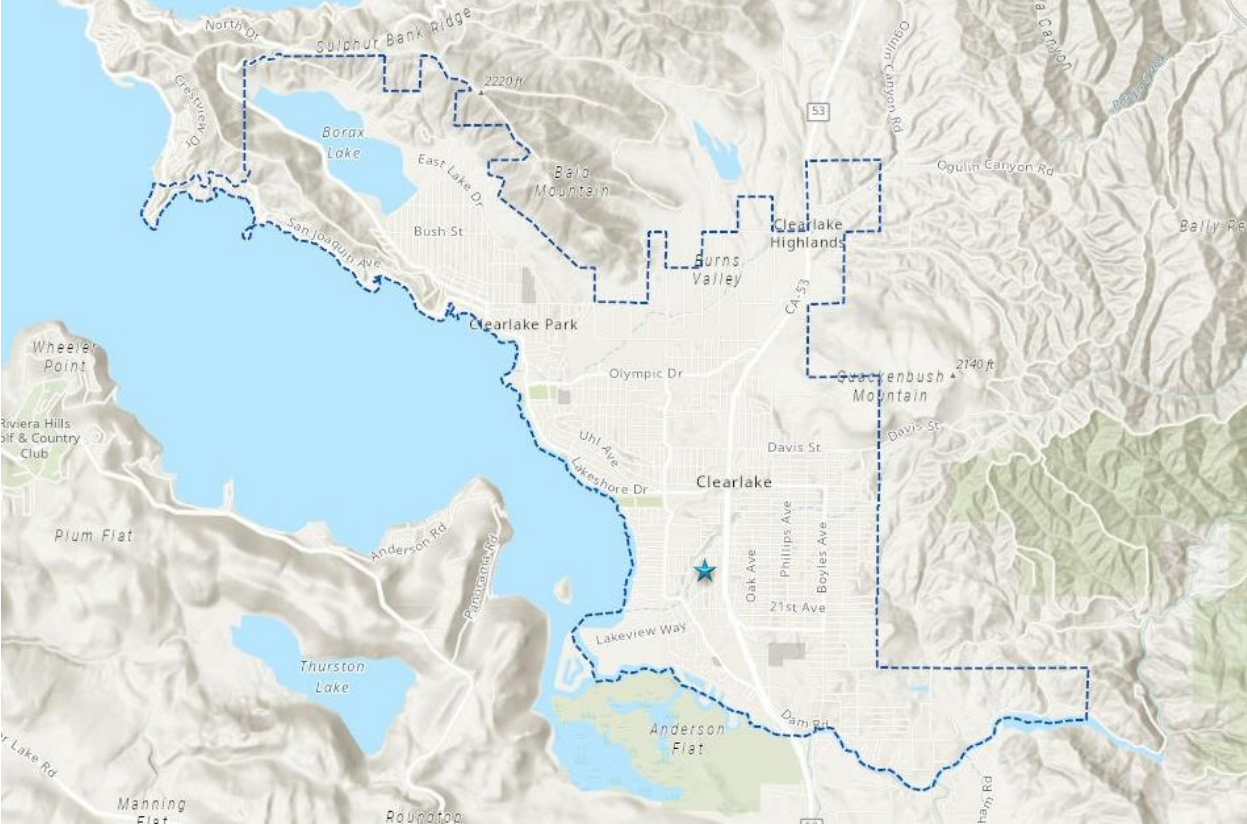 North Dr
Sulphur Bank Ridge
Crestview Dr
2220 ft
53
Ogulin Canyon Rd
Borax
Lake
East Lake Dr
Bald
Mountain
Ogulin Canyon Rd
Bush St
San Joaquin Ave
Clearlake
Highlands
Burns
Valley
CA-53
Clearlake Park
Wheeler
Point
Olympic Dr
2140 ft
Quackenbush
Mountain
Riviera Hills
Golf & Country
Club
Uhl Ave
Davis St
Davis St
Lakeshore Dr
Clearlake
Plum Flat
Anderson Rd
Panorama Rd
Oak Ave
Phillips Ave
Boyles Ave
21st Ave
Lakeview Way
Thurston
Lake
Dam Rd
Anderson
Flat
Lake Rd
Manning
Flat
Roundtop